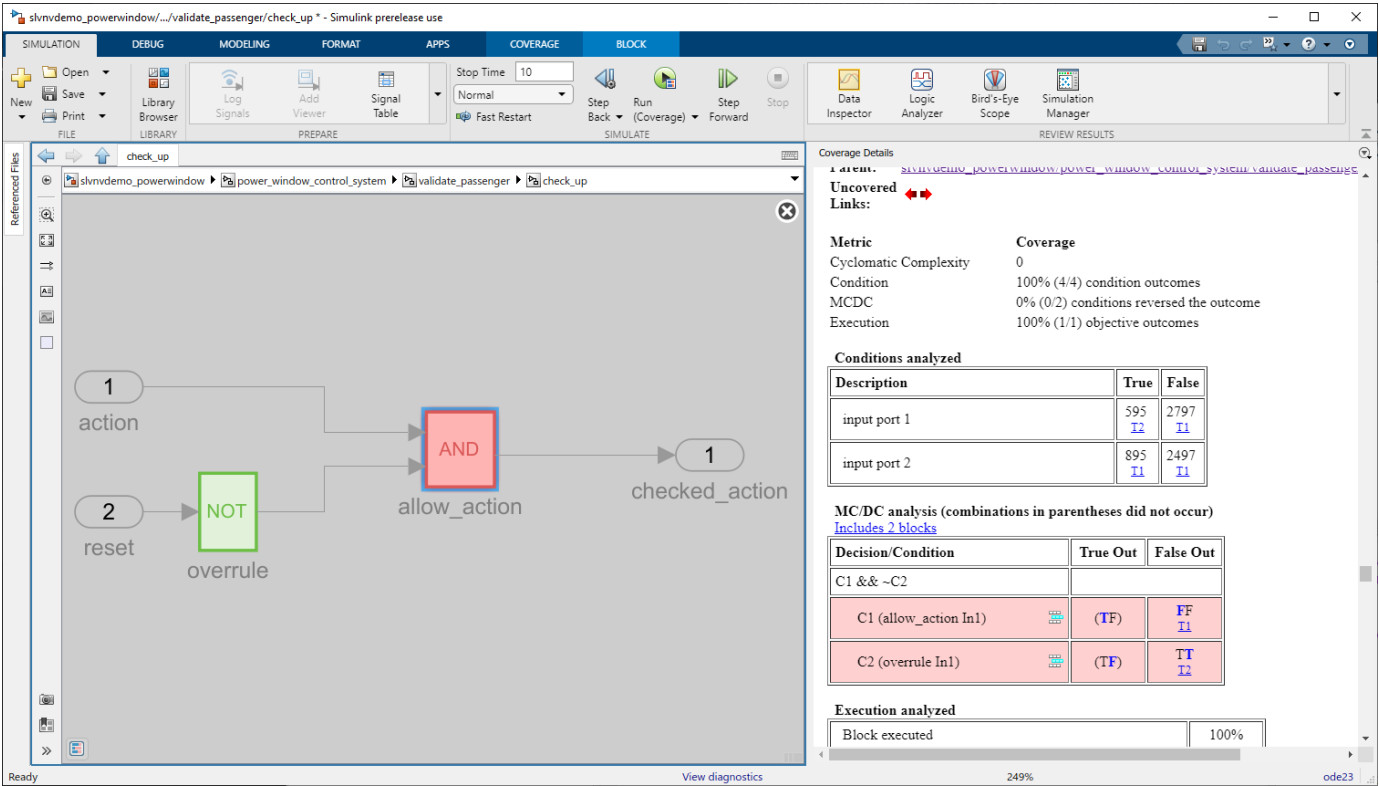 slvnvdemo_powerwindow/.../validate_passenger/check_up * - Simulink prerelease use
SIMULATION DEBUG MODELING FORMAT APPS COVERAGE BLOCK
New
Open
Save
Print
FILE
Library Browser
LIBRARY
Log Signals
Add Viewer
Signal Table
PREPARE
Stop Time 10
Normal
Fast Restart
Step Back
Run (Coverage)
Step Forward
Stop
SIMULATE
Data Inspector
Logic Analyzer
Bird's-Eye Scope
Simulation Manager
REVIEW RESULTS
Referenced Files
check_up
slvnvdemo_powerwindow power_window_control_system validate_passenger check_up
1
action
2
reset
NOT
overrule
AND
allow_action
1
checked_action
Coverage Details
Parent: slvnvdemo_powerwindow/power_window_control_system/validate_passenge
Uncovered
Links:
Metric Coverage
Cyclomatic Complexity 0
Condition 100% (4/4) condition outcomes
MCDC 0% (0/2) conditions reversed the outcome
Execution 100% (1/1) objective outcomes
Conditions analyzed
Description True False
input port 1 595 T2 2797 T1
input port 2 895 T1 2497 T1
MC/DC analysis (combinations in parentheses did not occur)
Includes 2 blocks
Decision/Condition True Out False Out
C1 && ~C2
C1 (allow_action In1) (TF) FF T1
C2 (overrule In1) (TF) TT T2
Execution analyzed
Block executed 100%
Ready View diagnostics 249% ode23